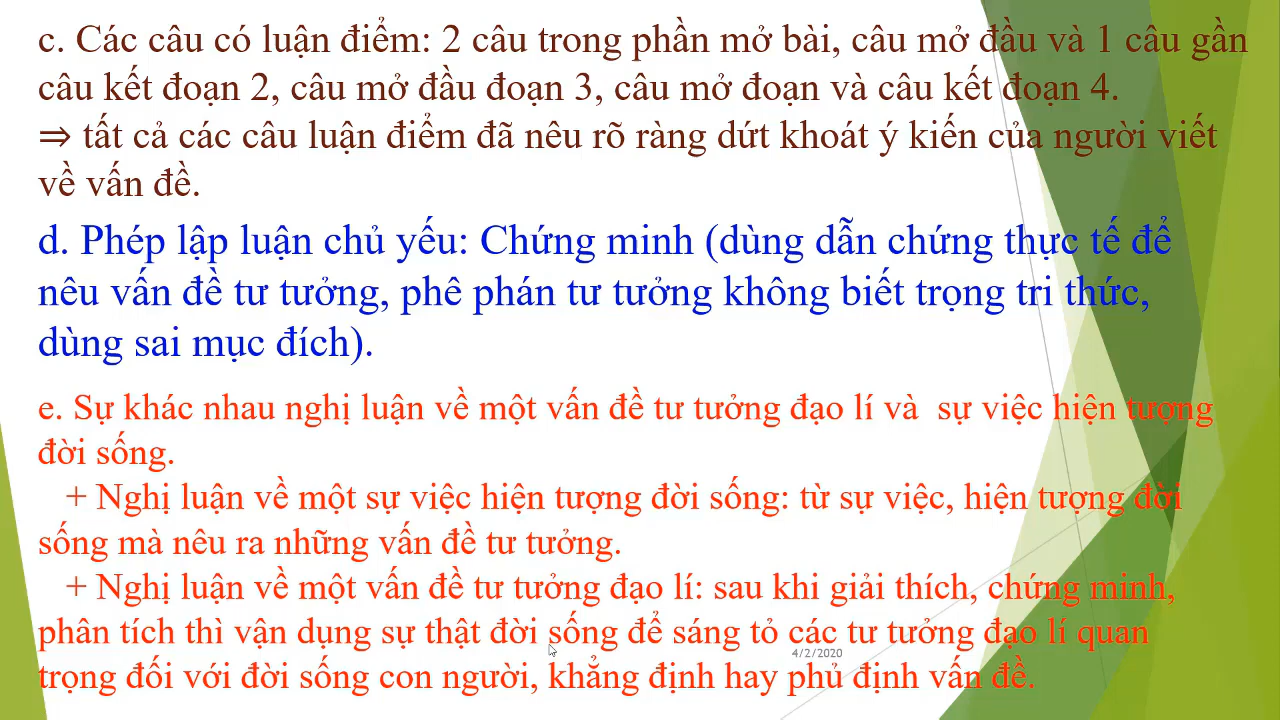 c. Các câu có luận điểm: 2 câu trong phần mở bài, câu mở đầu và 1 câu gần
câu kết đoạn 2, câu mở đầu đoạn 3, câu mở đoạn và câu kết đoạn 4.
⇒ tất cả các câu luận điểm đã nêu rõ ràng dứt khoát ý kiến của người viết
về vấn đề.
d. Phép lập luận chủ yếu: Chứng minh (dùng dẫn chứng thực tế để
nêu vấn đề tư tưởng, phê phán tư tưởng không biết trọng tri thức,
dùng sai mục đích).
e. Sự khác nhau nghị luận về một vấn đề tư tưởng đạo lí và  sự việc hiện tượng
đời sống.
+ Nghị luận về một sự việc hiện tượng đời sống: từ sự việc, hiện tượng đời
sống mà nêu ra những vấn đề tư tưởng.
+ Nghị luận về một vấn đề tư tưởng đạo lí: sau khi giải thích, chứng minh,
phân tích thì vận dụng sự thật đời sống để sáng tỏ các tư tưởng đạo lí quan
4/2/2020
trọng đối với đời sống con người, khẳng định hay phủ định vấn đề.